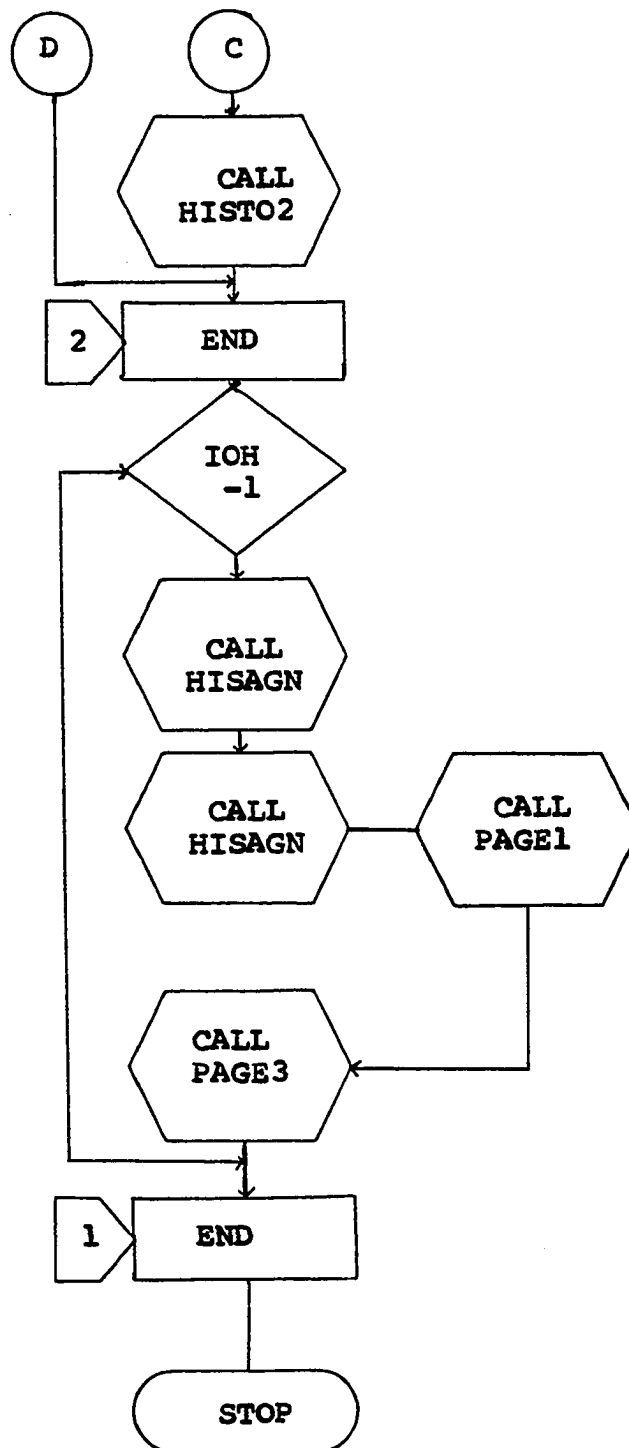 D
C
CALL
HISTO2
2
END
IOH
-1
CALL
HISAGN
CALL
HISAGN
CALL
PAGE1
CALL
PAGE3
1
END
STOP